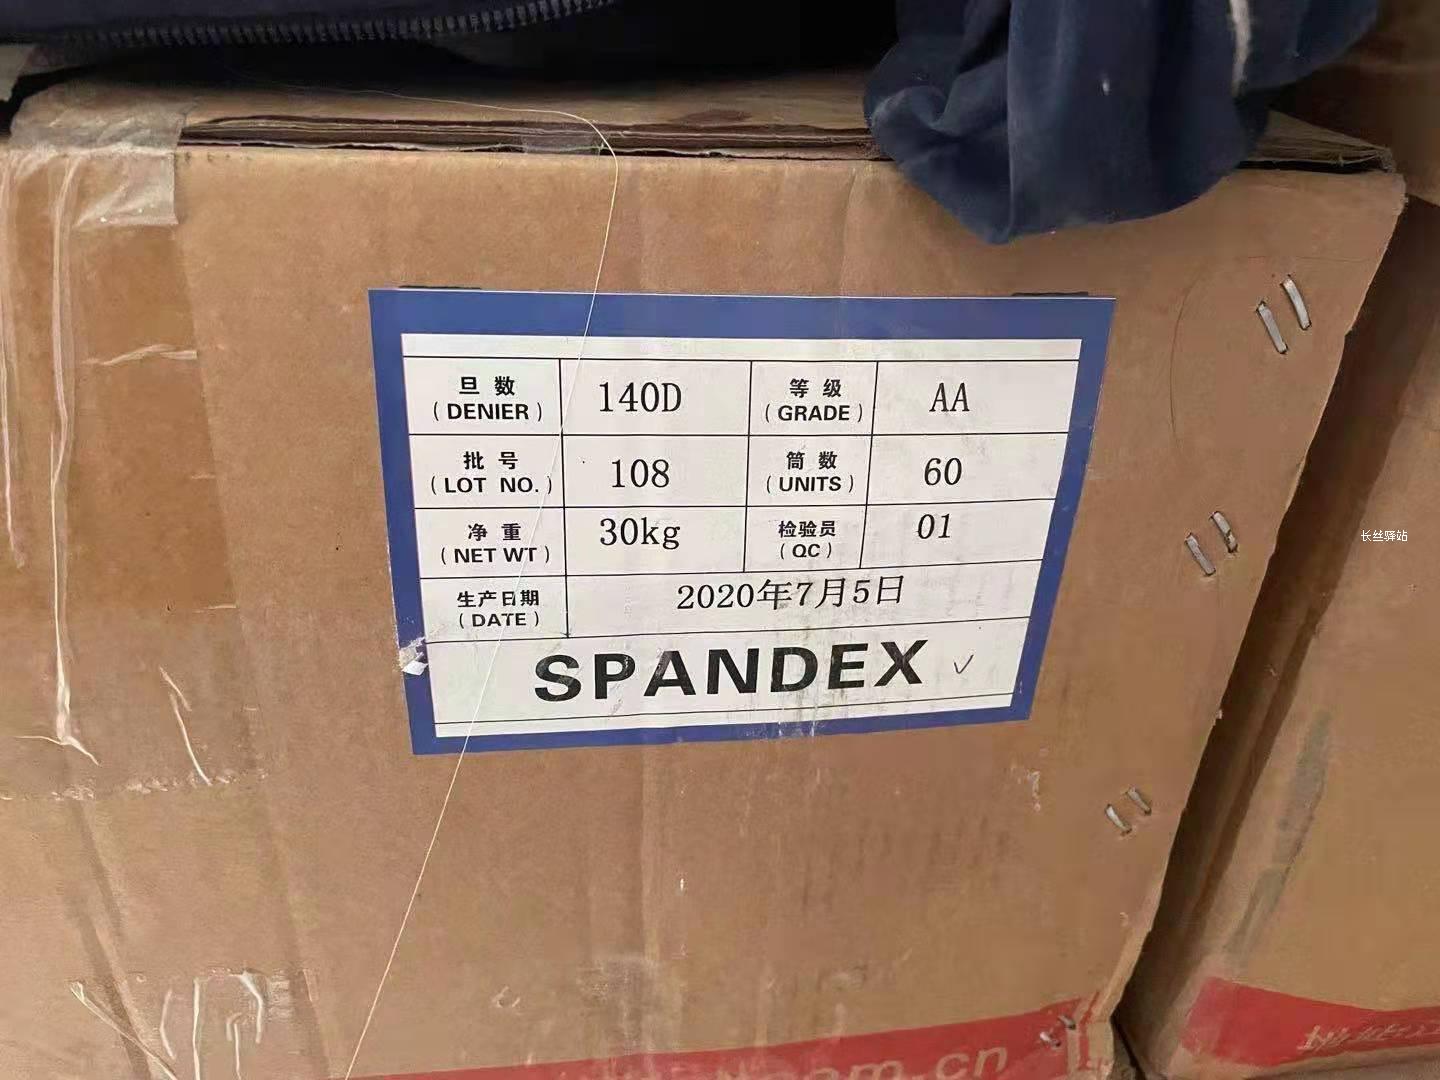 旦数 140D 等级 AA
(DENIER) (GRADE)
批号 108 筒数 60
(LOT NO.) (UNITS)
净重 30kg 检验员 01
(NET WT) (QC)
生产日期 2020年7月5日
(DATE)
SPANDEX
长丝驿站
.cn